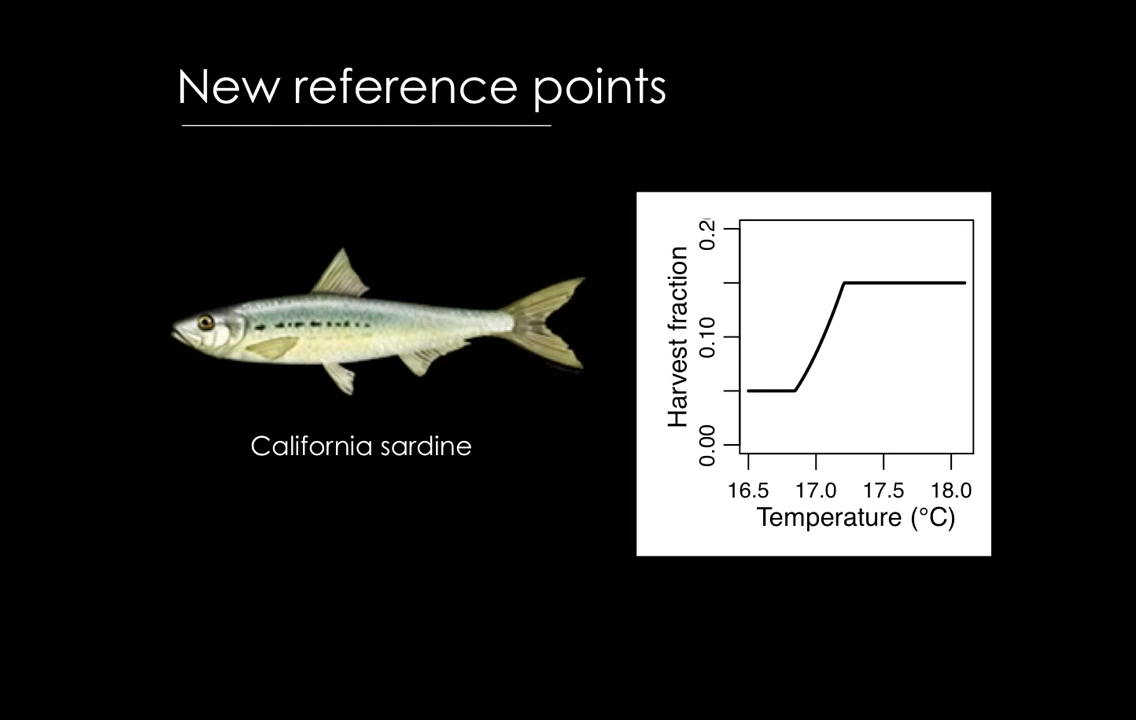 New reference points
California sardine
Harvest fraction
0.2
0.10
0.00
16.5 17.0 17.5 18.0
Temperature (°C)